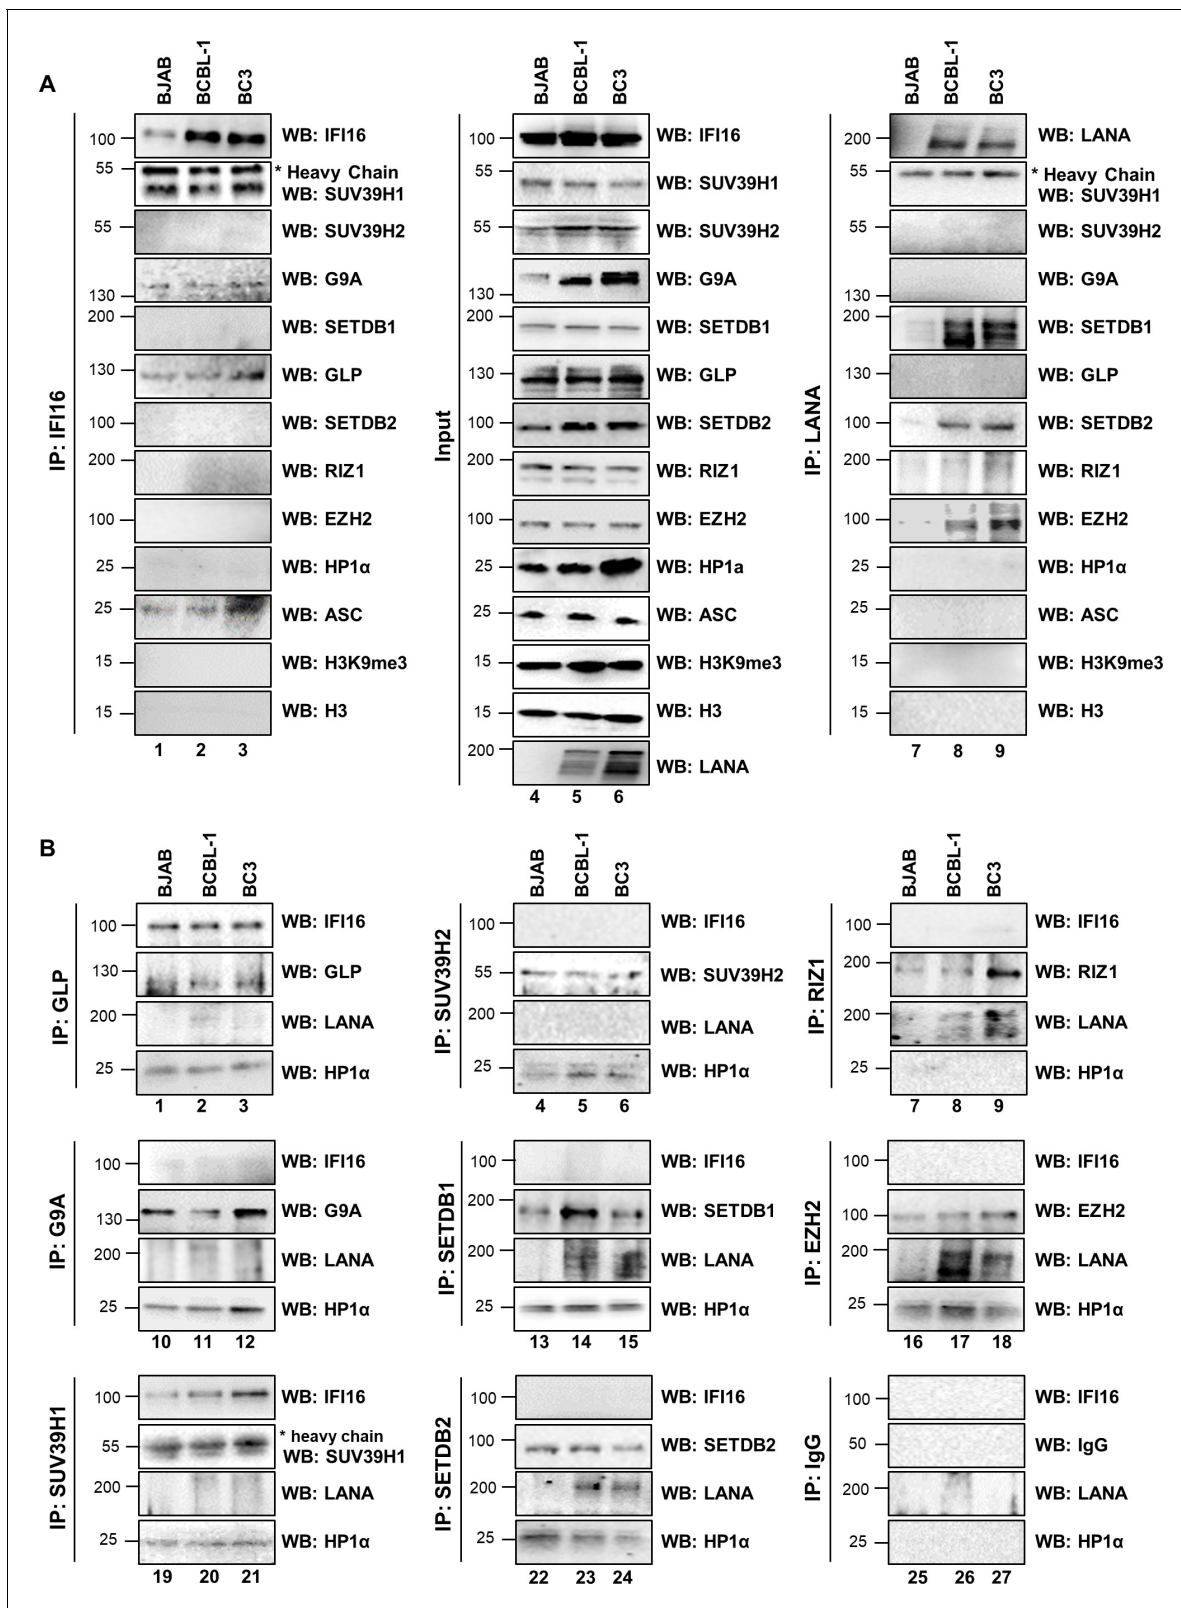 A
BJAB
BCBL-1
BC3
IP: IFI16
100
WB: IFI16
55
* Heavy Chain
WB: SUV39H1
55
WB: SUV39H2
130
WB: G9A
200
WB: SETDB1
130
WB: GLP
100
WB: SETDB2
200
WB: RIZ1
100
WB: EZH2
25
WB: HP1α
25
WB: ASC
15
WB: H3K9me3
15
WB: H3
1 2 3
BJAB
BCBL-1
BC3
Input
100
WB: IFI16
55
WB: SUV39H1
55
WB: SUV39H2
130
WB: G9A
200
WB: SETDB1
130
WB: GLP
100
WB: SETDB2
200
WB: RIZ1
100
WB: EZH2
25
WB: HP1a
25
WB: ASC
15
WB: H3K9me3
15
WB: H3
200
WB: LANA
4 5 6
BJAB
BCBL-1
BC3
IP: LANA
200
WB: LANA
55
* Heavy Chain
WB: SUV39H1
55
WB: SUV39H2
130
WB: G9A
200
WB: SETDB1
130
WB: GLP
100
WB: SETDB2
200
WB: RIZ1
100
WB: EZH2
25
WB: HP1α
25
WB: ASC
15
WB: H3K9me3
15
WB: H3
7 8 9
B
BJAB
BCBL-1
BC3
IP: GLP
100
WB: IFI16
130
WB: GLP
200
WB: LANA
25
WB: HP1α
1 2 3
BJAB
BCBL-1
BC3
IP: SUV39H2
100
WB: IFI16
55
WB: SUV39H2
200
WB: LANA
25
WB: HP1α
4 5 6
BJAB
BCBL-1
BC3
IP: RIZ1
100
WB: IFI16
200
WB: RIZ1
200
WB: LANA
25
WB: HP1α
7 8 9
IP: G9A
100
WB: IFI16
130
WB: G9A
200
WB: LANA
25
WB: HP1α
10 11 12
IP: SETDB1
100
WB: IFI16
200
WB: SETDB1
200
WB: LANA
25
WB: HP1α
13 14 15
IP: EZH2
100
WB: IFI16
100
WB: EZH2
200
WB: LANA
25
WB: HP1α
16 17 18
IP: SUV39H1
100
WB: IFI16
55
* heavy chain
WB: SUV39H1
200
WB: LANA
25
WB: HP1α
19 20 21
IP: SETDB2
100
WB: IFI16
100
WB: SETDB2
200
WB: LANA
25
WB: HP1α
22 23 24
IP: IgG
100
WB: IFI16
50
WB: IgG
200
WB: LANA
25
WB: HP1α
25 26 27